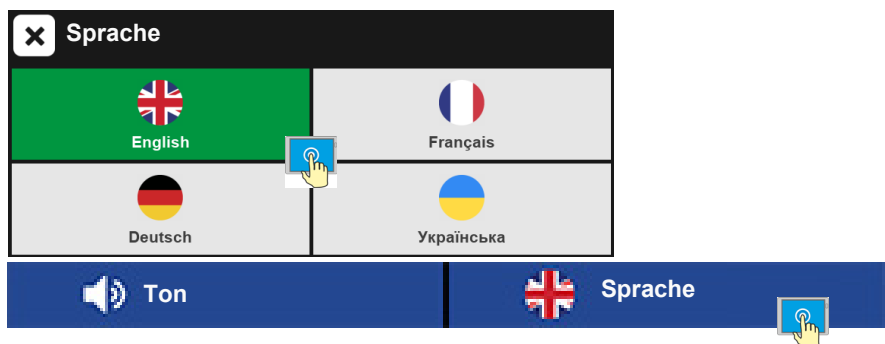 Sprache
English
Français
Deutsch
Українська
Ton
Sprache